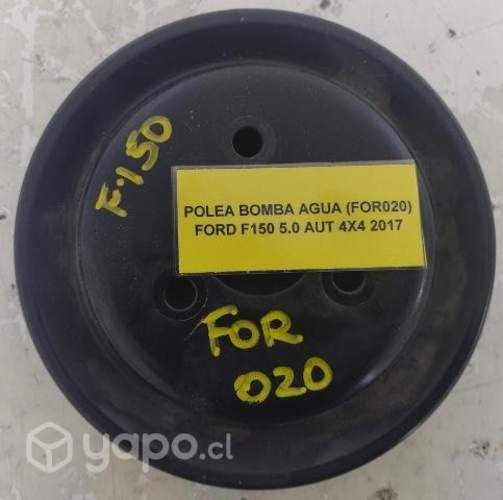 F-150
POLEA BOMBA AGUA (FOR020)
FORD F150 5.0 AUT 4X4 2017
FOR
020
yapo.cl